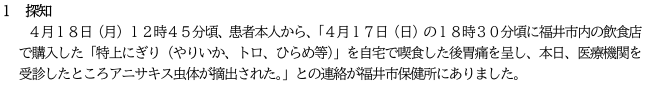 １　探知
４月１８日（月）１２時４５分頃、患者本人から、「４月１７日（日）の１８時３０分頃に福井市内の飲食店
で購入した「特上にぎり（やりいか、トロ、ひらめ等）」を自宅で喫食した後胃痛を呈し、本日、医療機関を
受診したところアニサキス虫体が摘出された。」との連絡が福井市保健所にありました。